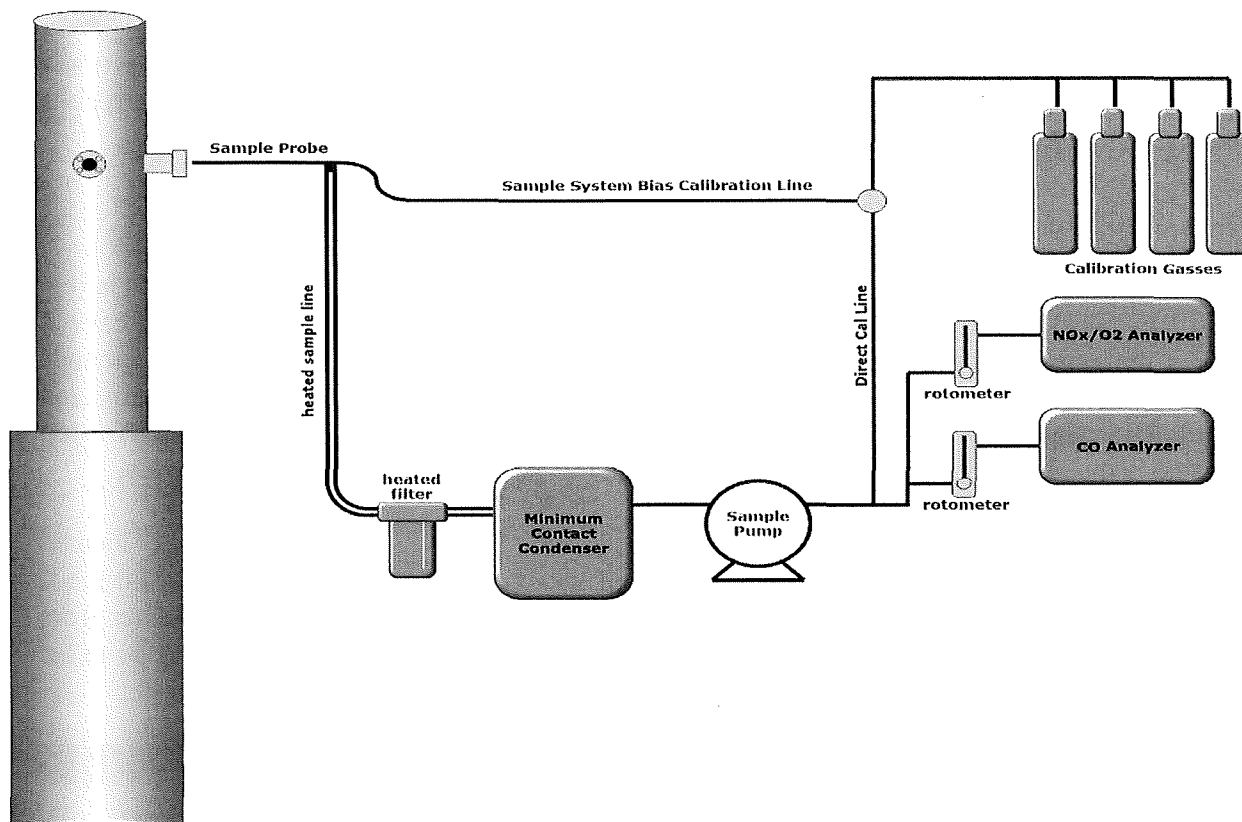 Sample Probe
Sample System Bias Calibration Line
Calibration Gasses
heated sample line
Direct Cal Line
NOx/O2 Analyzer
rotometer
CO Analyzer
rotometer
heated
filter
Minimum
Contact
Condenser
Sample
Pump